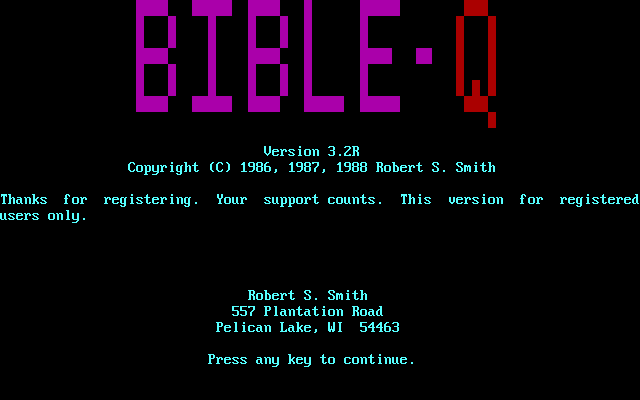 BIBLE·Q
Version 3.2R
Copyright (C) 1986, 1987, 1988 Robert S. Smith
Thanks for registering. Your support counts. This version for registered
users only.
Robert S. Smith
557 Plantation Road
Pelican Lake, WI 54463
Press any key to continue.